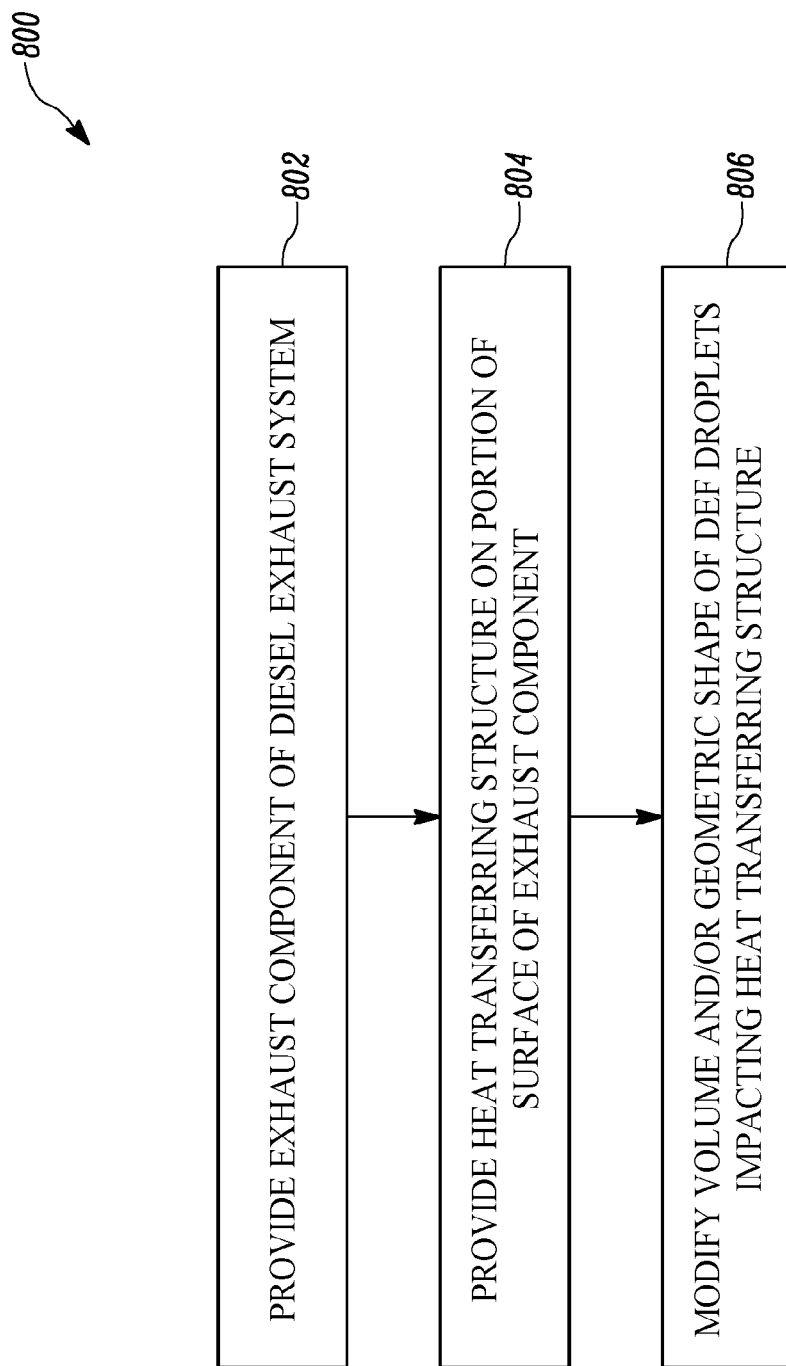 800
802
PROVIDE EXHAUST COMPONENT OF DIESEL EXHAUST SYSTEM
804
PROVIDE HEAT TRANSFERRING STRUCTURE ON PORTION OF
SURFACE OF EXHAUST COMPONENT
806
MODIFY VOLUME AND/OR GEOMETRIC SHAPE OF DEF DROPLETS
IMPACTING HEAT TRANSFERRING STRUCTURE